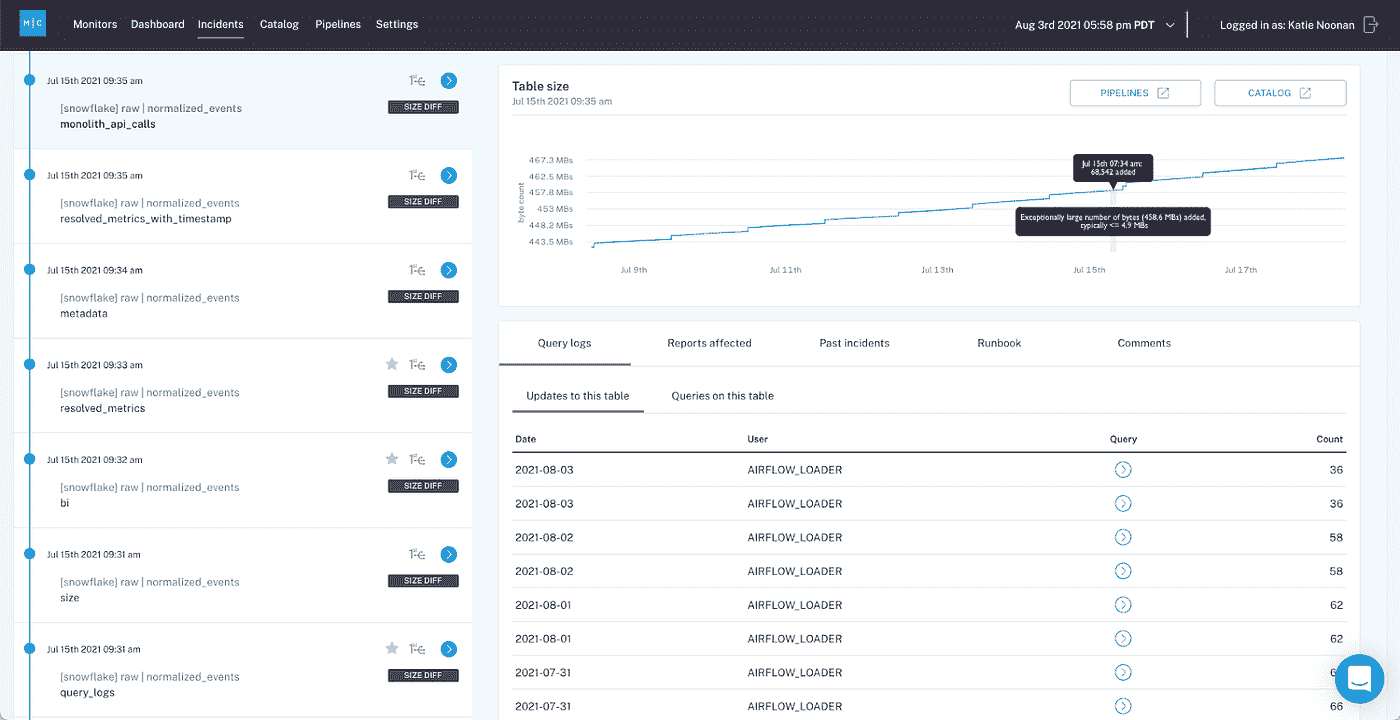 M C
Monitors Dashboard Incidents Catalog Pipelines Settings
Aug 3rd 2021 05:58 pm PDT
Logged in as: Katie Noonan
Jul 15th 2021 09:35 am
[snowflake] raw | normalized_events
SIZE DIFF
monolith_api_calls
Jul 15th 2021 09:35 am
[snowflake] raw | normalized_events
SIZE DIFF
resolved_metrics_with_timestamp
Jul 15th 2021 09:34 am
[snowflake] raw | normalized_events
SIZE DIFF
metadata
Jul 15th 2021 09:33 am
[snowflake] raw | normalized_events
SIZE DIFF
resolved_metrics
Jul 15th 2021 09:32 am
[snowflake] raw | normalized_events
SIZE DIFF
bi
Jul 15th 2021 09:31 am
[snowflake] raw | normalized_events
SIZE DIFF
size
Jul 15th 2021 09:31 am
[snowflake] raw | normalized_events
SIZE DIFF
query_logs
Table size
Jul 15th 2021 09:35 am
PIPELINES
CATALOG
byte count
467.3 MBs
462.5 MBs
457.8 MBs
453 MBs
448.2 MBs
443.5 MBs
Jul 15th 07:34 am:
68,542 added
Exceptionally large number of bytes (458.6 MBs) added,
typically <= 4.9 MBs
Jul 9th Jul 11th Jul 13th Jul 15th Jul 17th
Query logs Reports affected Past incidents Runbook Comments
Updates to this table Queries on this table
Date User Query Count
2021-08-03 AIRFLOW_LOADER 36
2021-08-03 AIRFLOW_LOADER 36
2021-08-02 AIRFLOW_LOADER 58
2021-08-02 AIRFLOW_LOADER 58
2021-08-01 AIRFLOW_LOADER 62
2021-08-01 AIRFLOW_LOADER 62
2021-07-31 AIRFLOW_LOADER
2021-07-31 AIRFLOW_LOADER 66